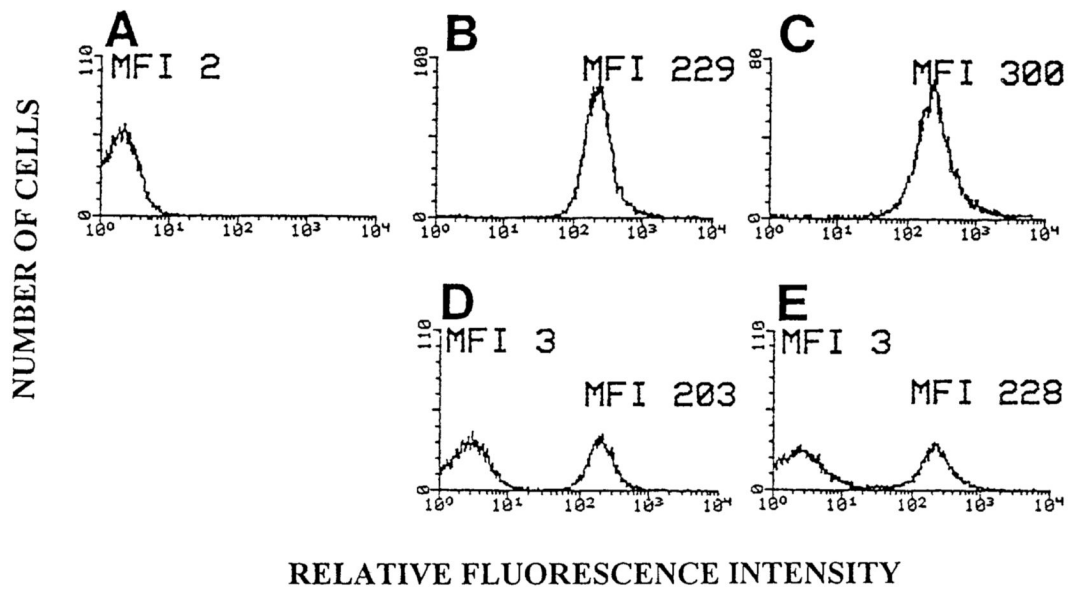 A
B
C
MFI 2
MFI 229
MFI 300
110
0
10⁰ 10¹ 10² 10³ 10⁴
100
0
10⁰ 10¹ 10² 10³ 10⁴
80
0
10⁰ 10¹ 10² 10³ 10⁴
NUMBER OF CELLS
D
E
MFI 3
MFI 203
MFI 3
MFI 228
110
0
10⁰ 10¹ 10² 10³ 10⁴
110
0
10⁰ 10¹ 10² 10³ 10⁴
RELATIVE FLUORESCENCE INTENSITY